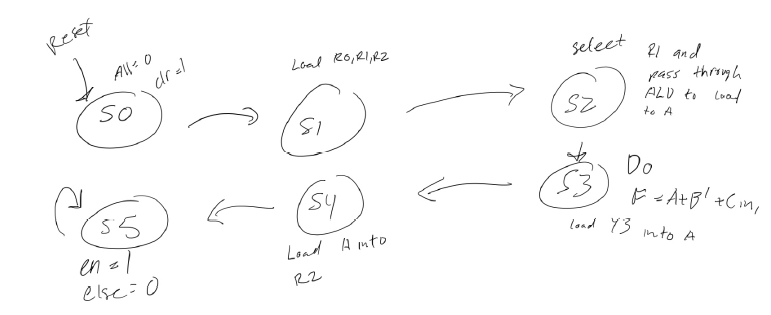 Reset
All=0
clr=1
S0
Load R0,R1,R2
S1
select R1 and
pass through
ALU to load
to A
S2
S3
Do
F = A+B' + Cin,
load Y3 into A
S4
Load A into
R2
S5
en = 1
else = 0